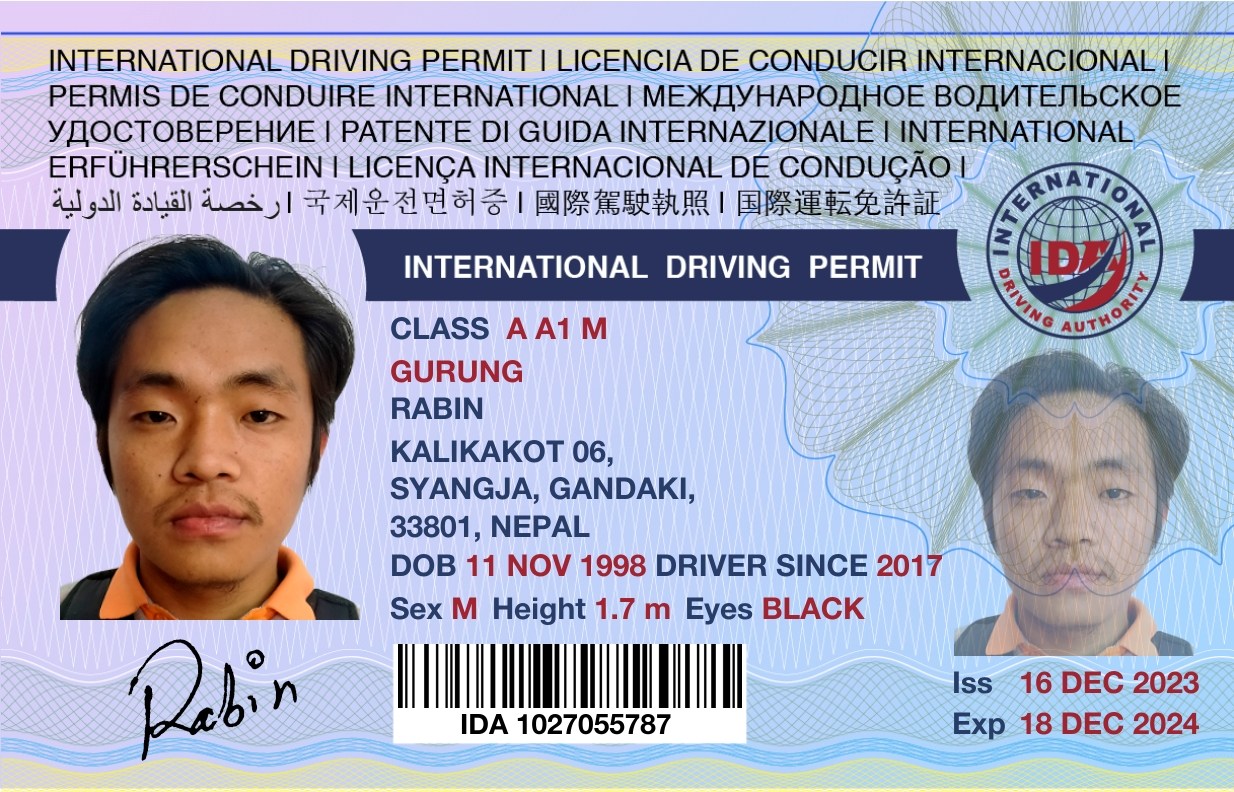 INTERNATIONAL DRIVING PERMIT I LICENCIA DE CONDUCIR INTERNACIONAL I
PERMIS DE CONDUIRE INTERNATIONAL I МЕЖДУНАРОДНОЕ ВОДИТЕЛЬСКОЕ
УДОСТОВЕРЕНИЕ I PATENTE DI GUIDA INTERNAZIONALE I INTERNATIONAL
ERFÜHRERSCHEIN I LICENÇA INTERNACIONAL DE CONDUÇÃO I
رخصة القيادة الدولية I 국제운전면허증 I 國際駕駛執照 I 国際運転免許証
INTERNATIONAL DRIVING PERMIT
INTERNATIONAL
IDA
DRIVING AUTHORITY
CLASS A A1 M
GURUNG
RABIN
KALIKAKOT 06,
SYANGJA, GANDAKI,
33801, NEPAL
DOB 11 NOV 1998 DRIVER SINCE 2017
Sex M Height 1.7 m Eyes BLACK
Rabin
IDA 1027055787
Iss 16 DEC 2023
Exp 18 DEC 2024